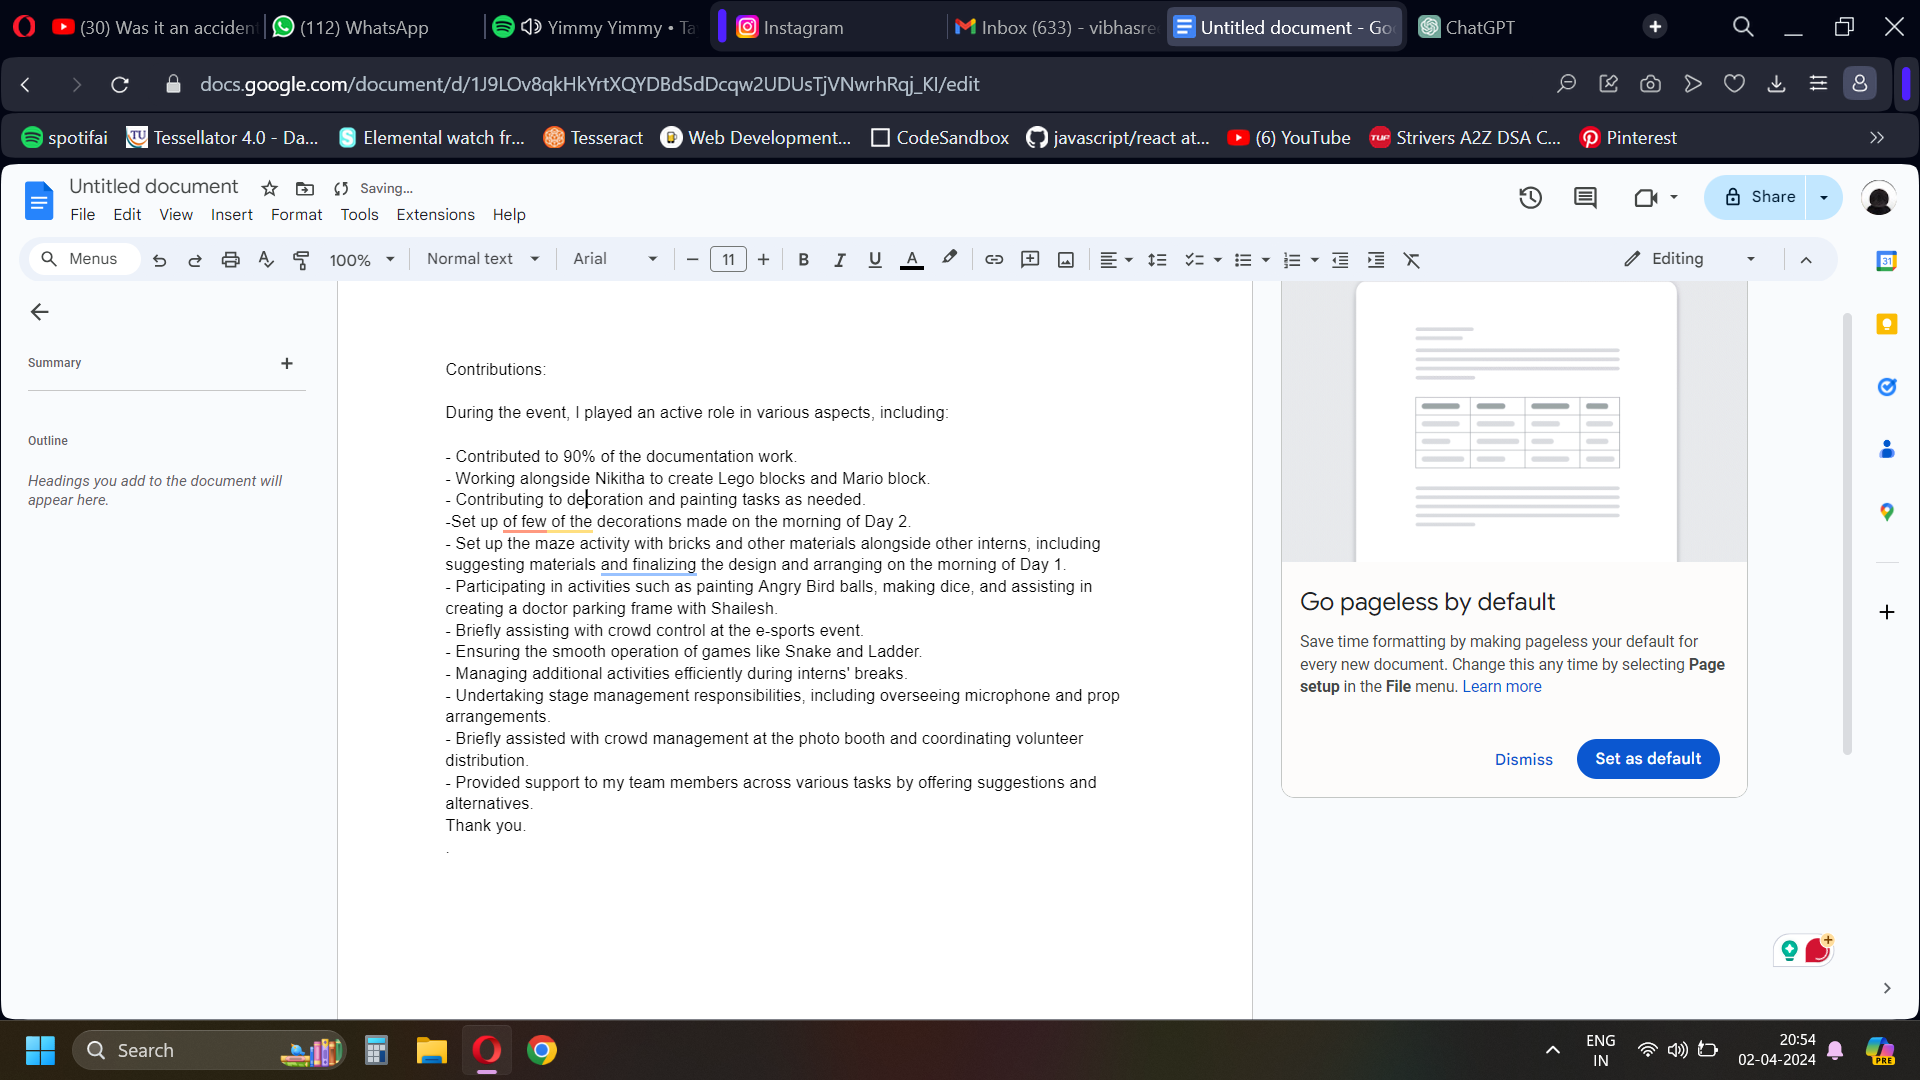 (30) Was it an acciden
(112) WhatsApp
Yimmy Yimmy • Ta
Instagram
Inbox (633) - vibhasre
Untitled document - Goo
ChatGPT
docs.google.com/document/d/1J9LOv8qkHkYrtXQYDBdSdDcqw2UDUsTjVNwrhRqj_KI/edit
spotifai
TU Tessellator 4.0 - Da...
Elemental watch fr...
Tesseract
Web Development...
CodeSandbox
javascript/react at...
(6) YouTube
TUF Strivers A2Z DSA C...
Pinterest
Untitled document
Saving...
File Edit View Insert Format Tools Extensions Help
Share
Menus
100%
Normal text
Arial
11
B I U A
Editing
31
Summary
Outline
Headings you add to the document will
appear here.
Contributions:
During the event, I played an active role in various aspects, including:
- Contributed to 90% of the documentation work.
- Working alongside Nikitha to create Lego blocks and Mario block.
- Contributing to decoration and painting tasks as needed.
-Set up of few of the decorations made on the morning of Day 2.
- Set up the maze activity with bricks and other materials alongside other interns, including
suggesting materials and finalizing the design and arranging on the morning of Day 1.
- Participating in activities such as painting Angry Bird balls, making dice, and assisting in
creating a doctor parking frame with Shailesh.
- Briefly assisting with crowd control at the e-sports event.
- Ensuring the smooth operation of games like Snake and Ladder.
- Managing additional activities efficiently during interns' breaks.
- Undertaking stage management responsibilities, including overseeing microphone and prop
arrangements.
- Briefly assisted with crowd management at the photo booth and coordinating volunteer
distribution.
- Provided support to my team members across various tasks by offering suggestions and
alternatives.
Thank you.
.
Go pageless by default
Save time formatting by making pageless your default for
every new document. Change this any time by selecting Page
setup in the File menu. Learn more
Dismiss
Set as default
Search
ENG
IN
20:54
02-04-2024
PRE